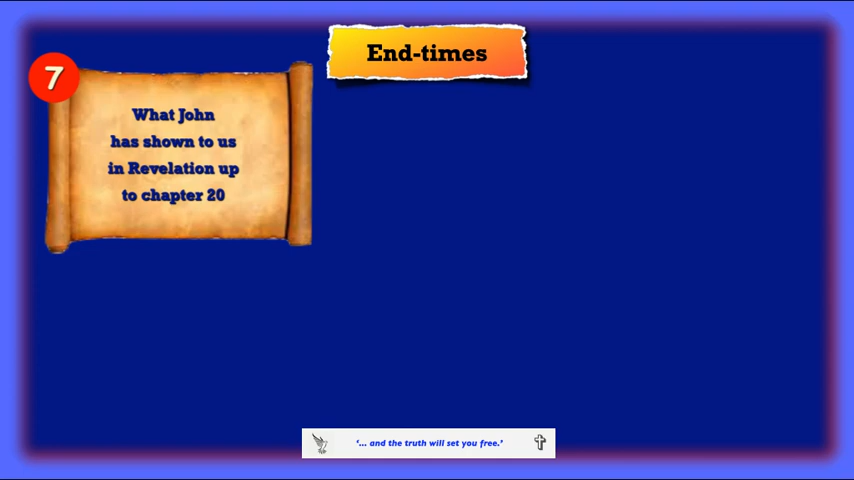 End-times
7
What John
has shown to us
in Revelation up
to chapter 20
‘... and the truth will set you free.’